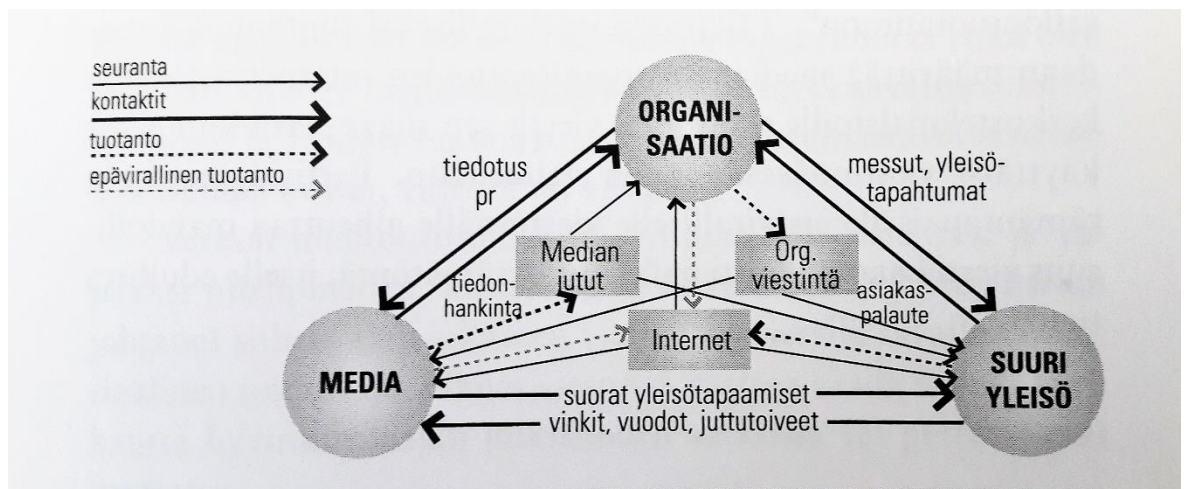 seuranta
kontaktit
tuotanto
epävirallinen tuotanto
ORGANI-
SAATIO
tiedotus
pr
messut, yleisö-
tapahtumat
Median
jutut
Org.
viestintä
tiedon-
hankinta
asiakas-
palaute
Internet
MEDIA
SUURI
YLEISÖ
suorat yleisötapaamiset
vinkit, vuodot, juttutoiveet